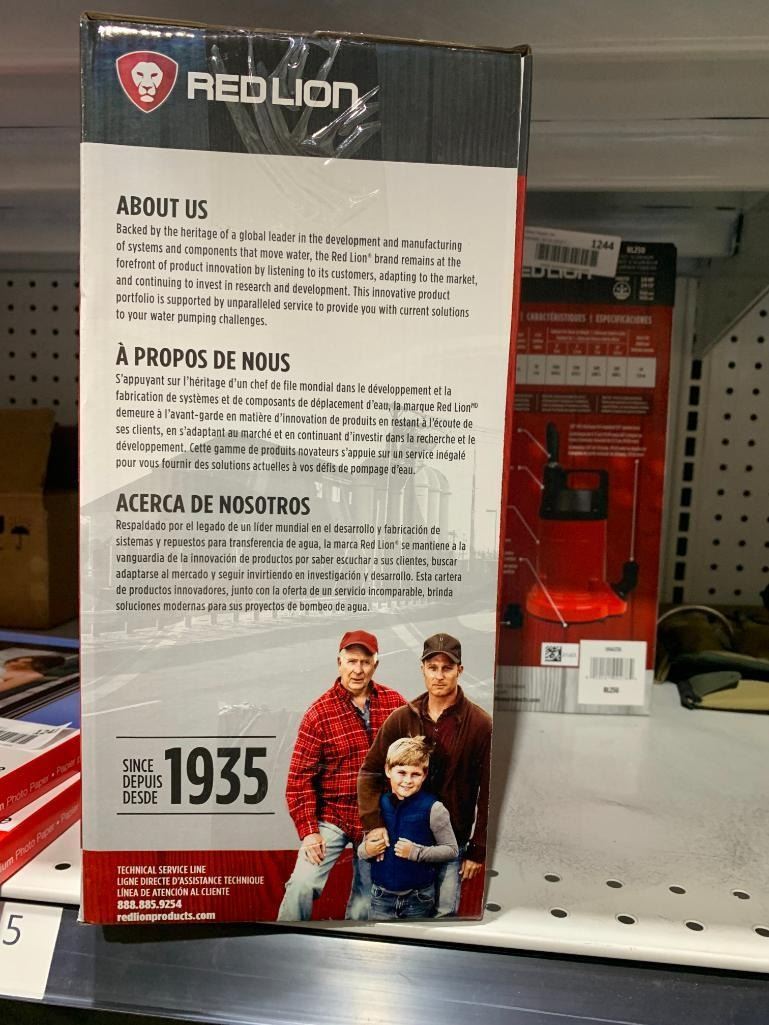 RED LION
ABOUT US
Backed by the heritage of a global leader in the development and manufacturing
of systems and components that move water, the Red Lion® brand remains at the
forefront of product innovation by listening to its customers, adapting to the market,
and continuing to invest in research and development. This innovative product
portfolio is supported by unparalleled service to provide you with current solutions
to your water pumping challenges.
À PROPOS DE NOUS
S'appuyant sur l'héritage d'un chef de file mondial dans le développement et la
fabrication de systèmes et de composants de déplacement d'eau, la marque Red Lionᴹᴰ
demeure à l'avant-garde en matière d'innovation de produits en restant à l'écoute de
ses clients, en s'adaptant au marché et en continuant d'investir dans la recherche et le
développement. Cette gamme de produits novateurs s'appuie sur un service inégalé
pour vous fournir des solutions actuelles à vos défis de pompage d'eau.
ACERCA DE NOSOTROS
Respaldado por el legado de un líder mundial en el desarrollo y fabricación de
sistemas y repuestos para transferencia de agua, la marca Red Lion® se mantiene a la
vanguardia de la innovación de productos por saber escuchar a sus clientes, buscar
adaptarse al mercado y seguir invirtiendo en investigación y desarrollo. Esta cartera
de productos innovadores, junto con la oferta de un servicio incomparable, brinda
soluciones modernas para sus proyectos de bombeo de agua.
SINCE
DEPUIS
DESDE
1935
TECHNICAL SERVICE LINE
LIGNE DIRECTE D'ASSISTANCE TECHNIQUE
LÍNEA DE ATENCIÓN AL CLIENTE
888.885.9254
redlionproducts.com
1244
RL250
CARACTÉRISTIQUES | ESPECIFICACIONES
RL250
Photo Paper
Photo Paper
5